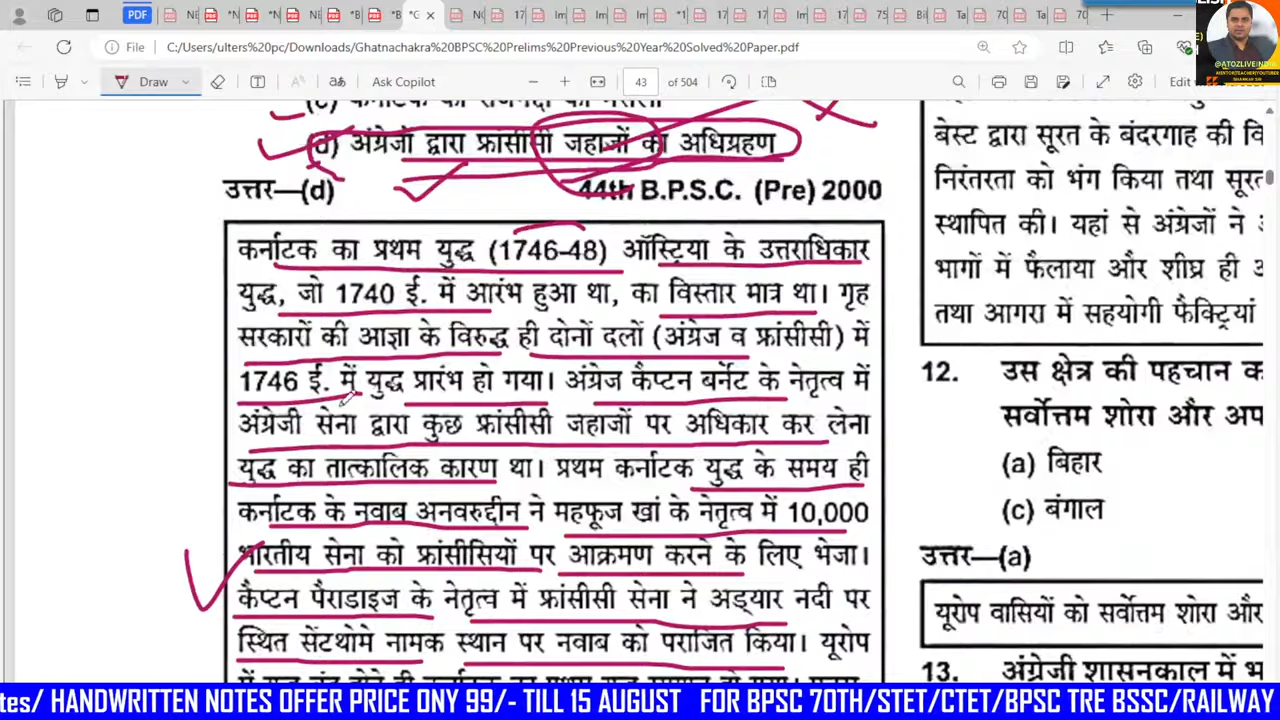 PDF
File
C:/Users/ulters%20pc/Downloads/Ghatnachakra%20BPSC%20Prelims%20Previous%20Year%20Solved%20Paper.pdf
Draw
Ask Copilot
43 of 504
Edit
@ATOZLIVEINDIA
(d) अंग्रेजों द्वारा फ्रांसीसी जहाजों का अधिग्रहण
उत्तर—(d) 44th B.P.S.C. (Pre) 2000
कर्नाटक का प्रथम युद्ध (1746-48) ऑस्ट्रिया के उत्तराधिकार
युद्ध, जो 1740 ई. में आरंभ हुआ था, का विस्तार मात्र था। गृह
सरकारों की आज्ञा के विरुद्ध ही दोनों दलों (अंग्रेज व फ्रांसीसी) में
1746 ई. में युद्ध प्रारंभ हो गया। अंग्रेज कैप्टन बर्नेट के नेतृत्व में
अंग्रेजी सेना द्वारा कुछ फ्रांसीसी जहाजों पर अधिकार कर लेना
युद्ध का तात्कालिक कारण था। प्रथम कर्नाटक युद्ध के समय ही
कर्नाटक के नवाब अनवरुद्दीन ने महफूज खां के नेतृत्व में 10,000
भारतीय सेना को फ्रांसीसियों पर आक्रमण करने के लिए भेजा।
कैप्टन पैराडाइज के नेतृत्व में फ्रांसीसी सेना ने अड्यार नदी पर
स्थित सेंटथोमे नामक स्थान पर नवाब को पराजित किया। यूरोप
बेस्ट द्वारा सूरत के बंदरगाह की
निरंतरता को भंग किया तथा सूरत
स्थापित की। यहां से अंग्रेजों ने
भागों में फैलाया और शीघ्र ही
तथा आगरा में सहयोगी फैक्ट्रियां
12. उस क्षेत्र की पहचान
सर्वोत्तम शोरा और
(a) बिहार
(c) बंगाल
उत्तर—(a)
यूरोप वासियों को सर्वोत्तम शोरा और
13. अंग्रेजी शासनकाल में
tes/ HANDWRITTEN NOTES OFFER PRICE ONY 99/- TILL 15 AUGUST FOR BPSC 70TH/STET/CTET/BPSC TRE BSSC/RAILWAY